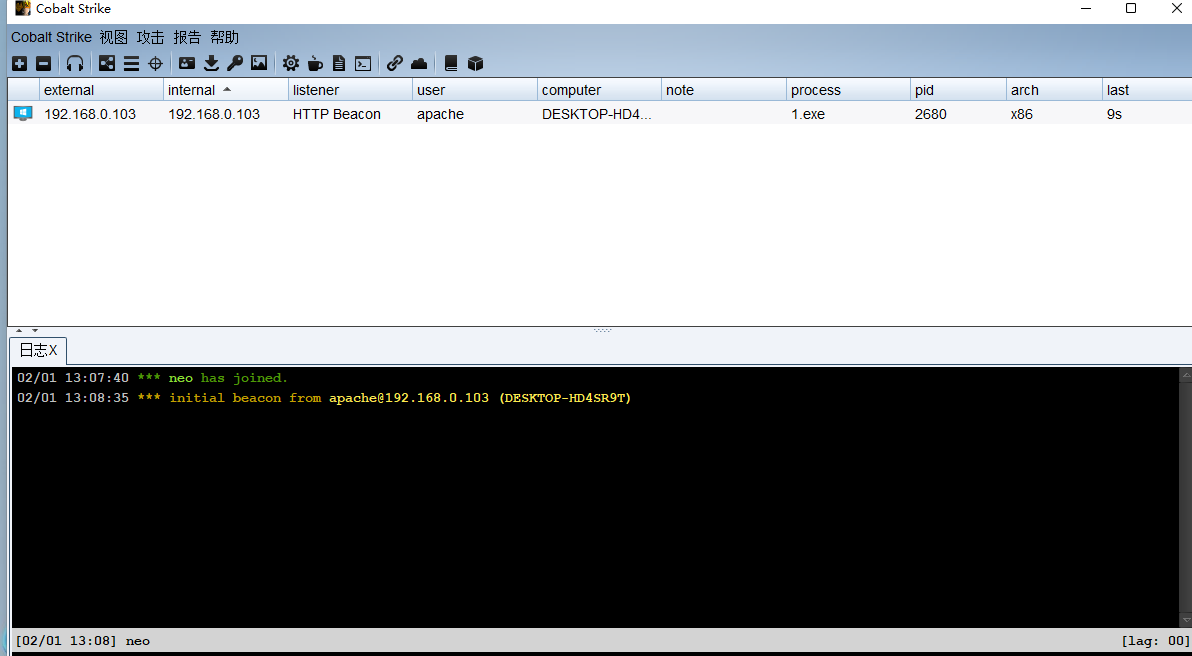 Cobalt Strike
Cobalt Strike 视图 攻击 报告 帮助
external internal listener user computer note process pid arch last
192.168.0.103 192.168.0.103 HTTP Beacon apache DESKTOP-HD4... 1.exe 2680 x86 9s
日志X
02/01 13:07:40 *** neo has joined.
02/01 13:08:35 *** initial beacon from apache@192.168.0.103 (DESKTOP-HD4SR9T)
[02/01 13:08] neo [lag: 00]